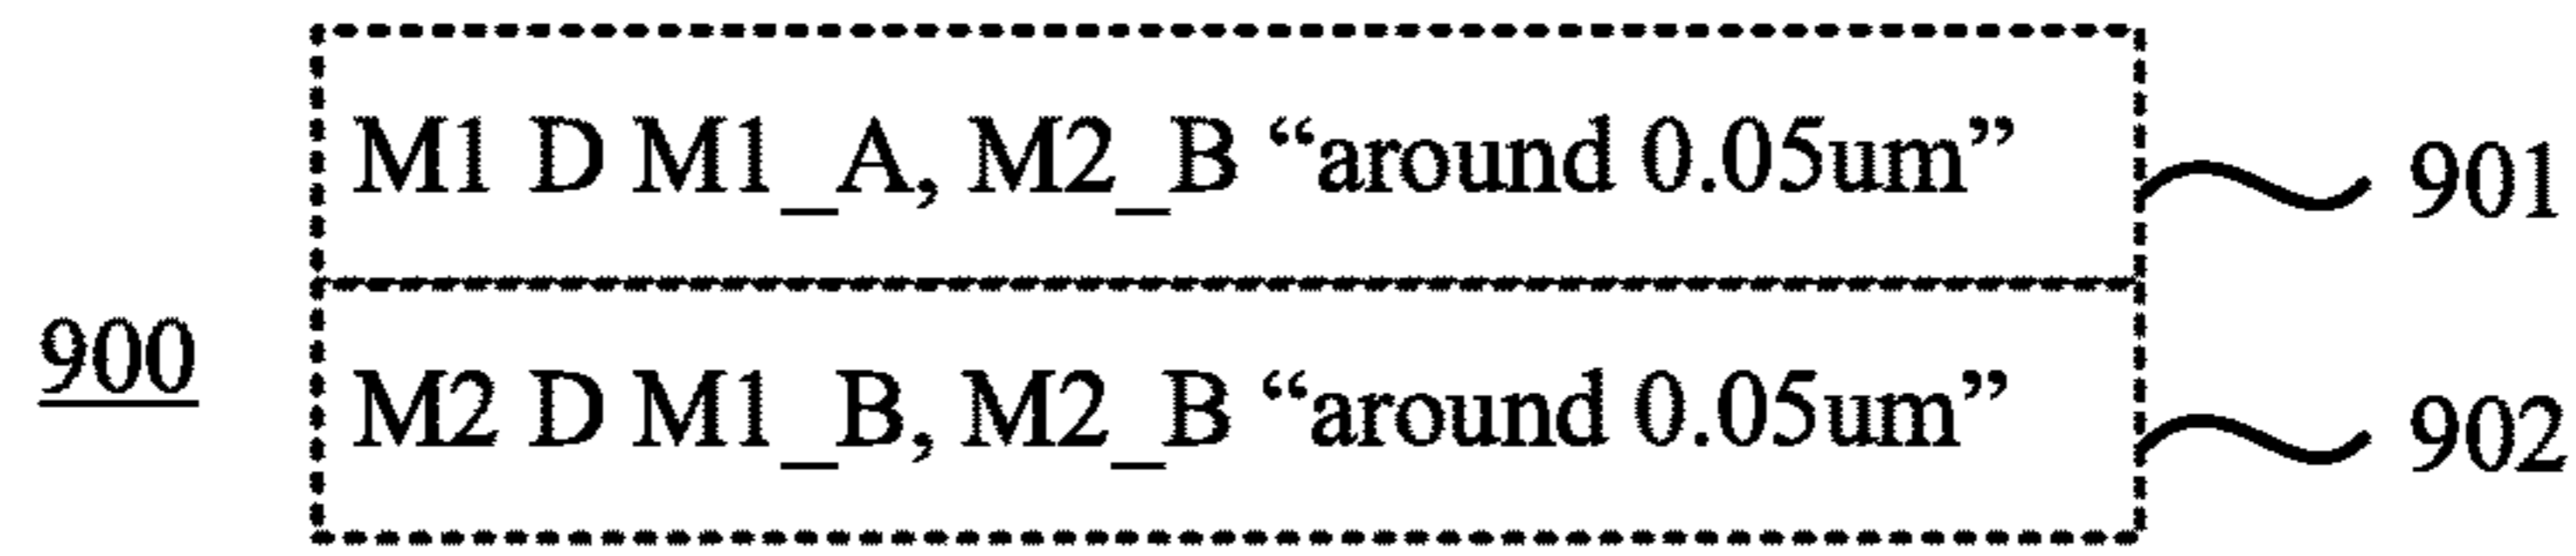 M1 D M1_A, M2_B “around 0.05um” 901
900
M2 D M1_B, M2_B “around 0.05um” 902